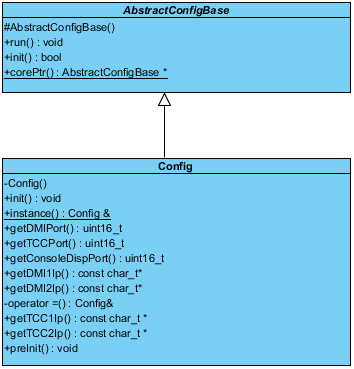 AbstractConfigBase
#AbstractConfigBase()
+run() : void
+init() : bool
+corePtr() : AbstractConfigBase *
Config
-Config()
+init() : void
+instance() : Config &
+getDMIPort() : uint16_t
+getTCCPort() : uint16_t
+getConsoleDispPort() : uint16_t
+getDMI1Ip() : const char_t*
+getDMI2Ip() : const char_t*
-operator =() : Config&
+getTCC1Ip() : const char_t *
+getTCC2Ip() : const char_t *
+preInit() : void